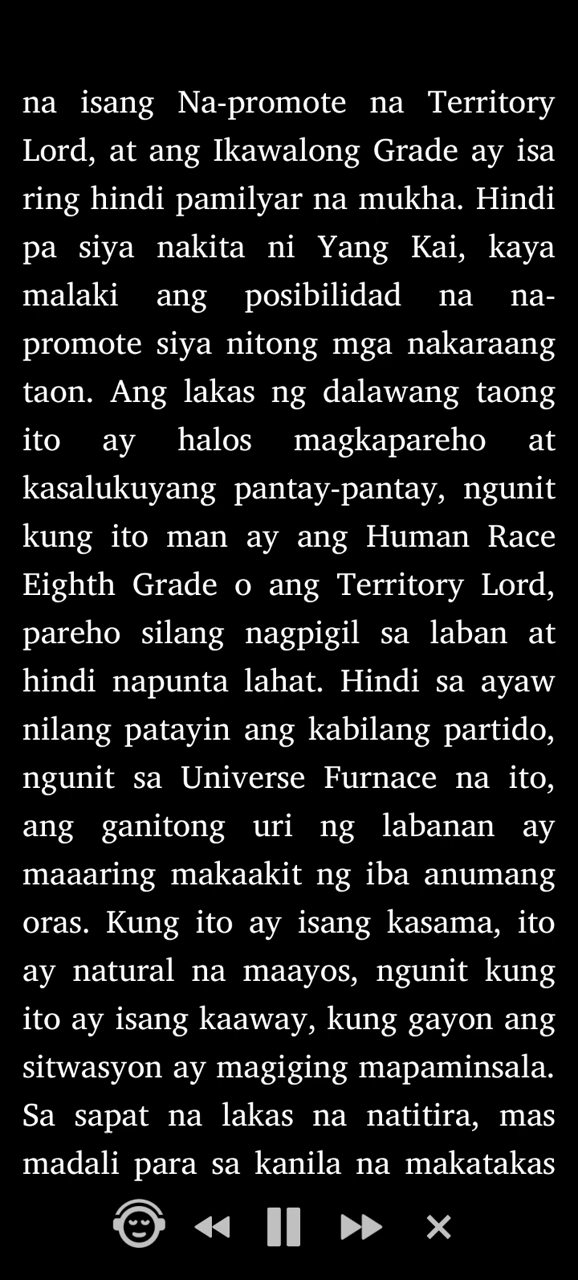 na isang Na-promote na Territory
Lord, at ang Ikawalong Grade ay isa
ring hindi pamilyar na mukha. Hindi
pa siya nakita ni Yang Kai, kaya
malaki ang posibilidad na na-
promote siya nitong mga nakaraang
taon. Ang lakas ng dalawang taong
ito ay halos magkapareho at
kasalukuyang pantay-pantay, ngunit
kung ito man ay ang Human Race
Eighth Grade o ang Territory Lord,
pareho silang nagpigil sa laban at
hindi napunta lahat. Hindi sa ayaw
nilang patayin ang kabilang partido,
ngunit sa Universe Furnace na ito,
ang ganitong uri ng labanan ay
maaaring makaakit ng iba anumang
oras. Kung ito ay isang kasama, ito
ay natural na maayos, ngunit kung
ito ay isang kaaway, kung gayon ang
sitwasyon ay magiging mapaminsala.
Sa sapat na lakas na natitira, mas
madali para sa kanila na makatakas